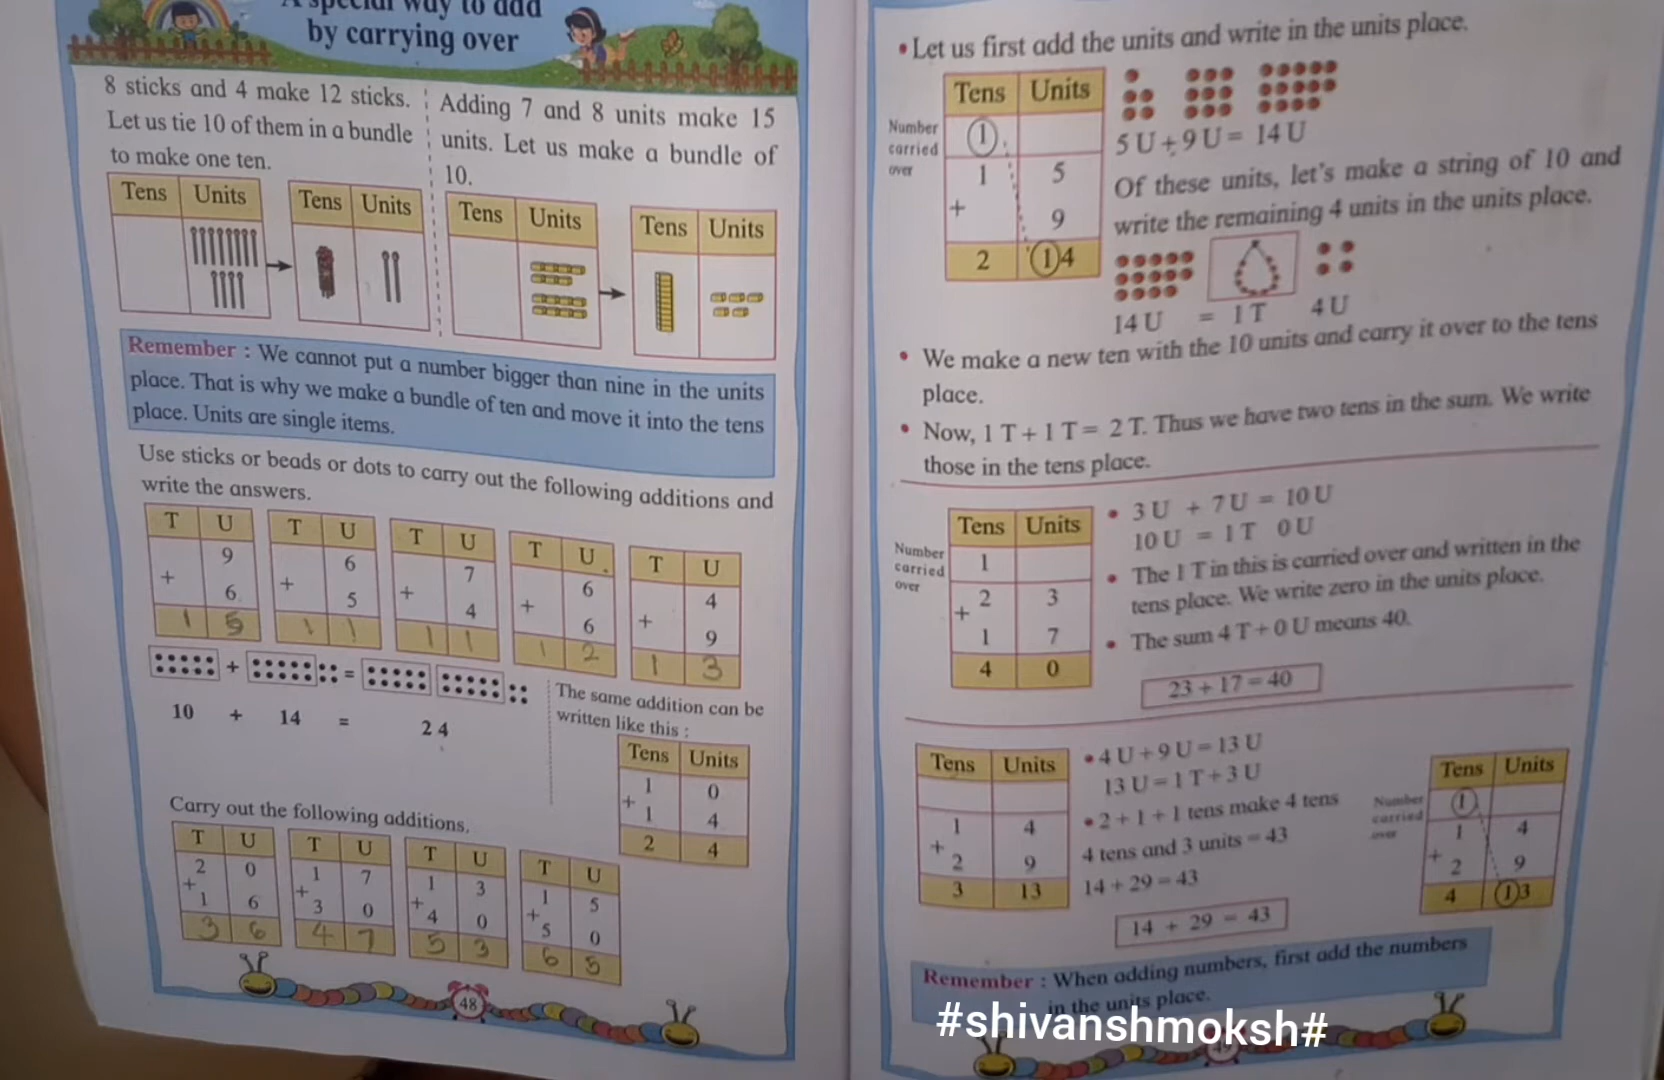 A special way to add
by carrying over
8 sticks and 4 make 12 sticks.
Let us tie 10 of them in a bundle
to make one ten.
Tens Units
Tens Units
Adding 7 and 8 units make 15
units. Let us make a bundle of
10.
Tens Units
Tens Units
Remember : We cannot put a number bigger than nine in the units
place. That is why we make a bundle of ten and move it into the tens
place. Units are single items.
Use sticks or beads or dots to carry out the following additions and
write the answers.
T U
9
+ 6
1 5
T U
6
+ 5
1 1
T U
7
+ 4
1 1
T U
6
+ 6
1 2
T U
4
+ 9
1 3
+ =
10 + 14 = 24
The same addition can be
written like this :
Tens Units
1 0
+
1 4
2 4
Carry out the following additions.
T U
2 0
+
1 6
3 6
T U
1 7
+
3 0
4 7
T U
1 3
+
4 0
5 3
T U
1 5
+
5 0
6 5
48
• Let us first add the units and write in the units place.
Tens Units
Number
carried
over
1
1 5
+ 9
2 14
5 U + 9 U = 14 U
Of these units, let's make a string of 10 and
write the remaining 4 units in the units place.
14 U = 1 T 4 U
• We make a new ten with the 10 units and carry it over to the tens
place.
• Now, 1 T + 1 T = 2 T. Thus we have two tens in the sum. We write
those in the tens place.
Tens Units
Number
carried
over
1
2 3
+
1 7
4 0
• 3 U + 7 U = 10 U
10 U = 1 T 0 U
• The 1 T in this is carried over and written in the
tens place. We write zero in the units place.
• The sum 4 T + 0 U means 40.
23 + 17 = 40
Tens Units
1 4
+
2 9
3 13
• 4 U + 9 U = 13 U
13 U = 1 T + 3 U
• 2 + 1 + 1 tens make 4 tens
4 tens and 3 units = 43
14 + 29 = 43
14 + 29 = 43
Tens Units
Number
carried
over
1
1 4
+
2 9
4 13
Remember : When adding numbers, first add the numbers
in the units place.
#shivanshmoksh#
49